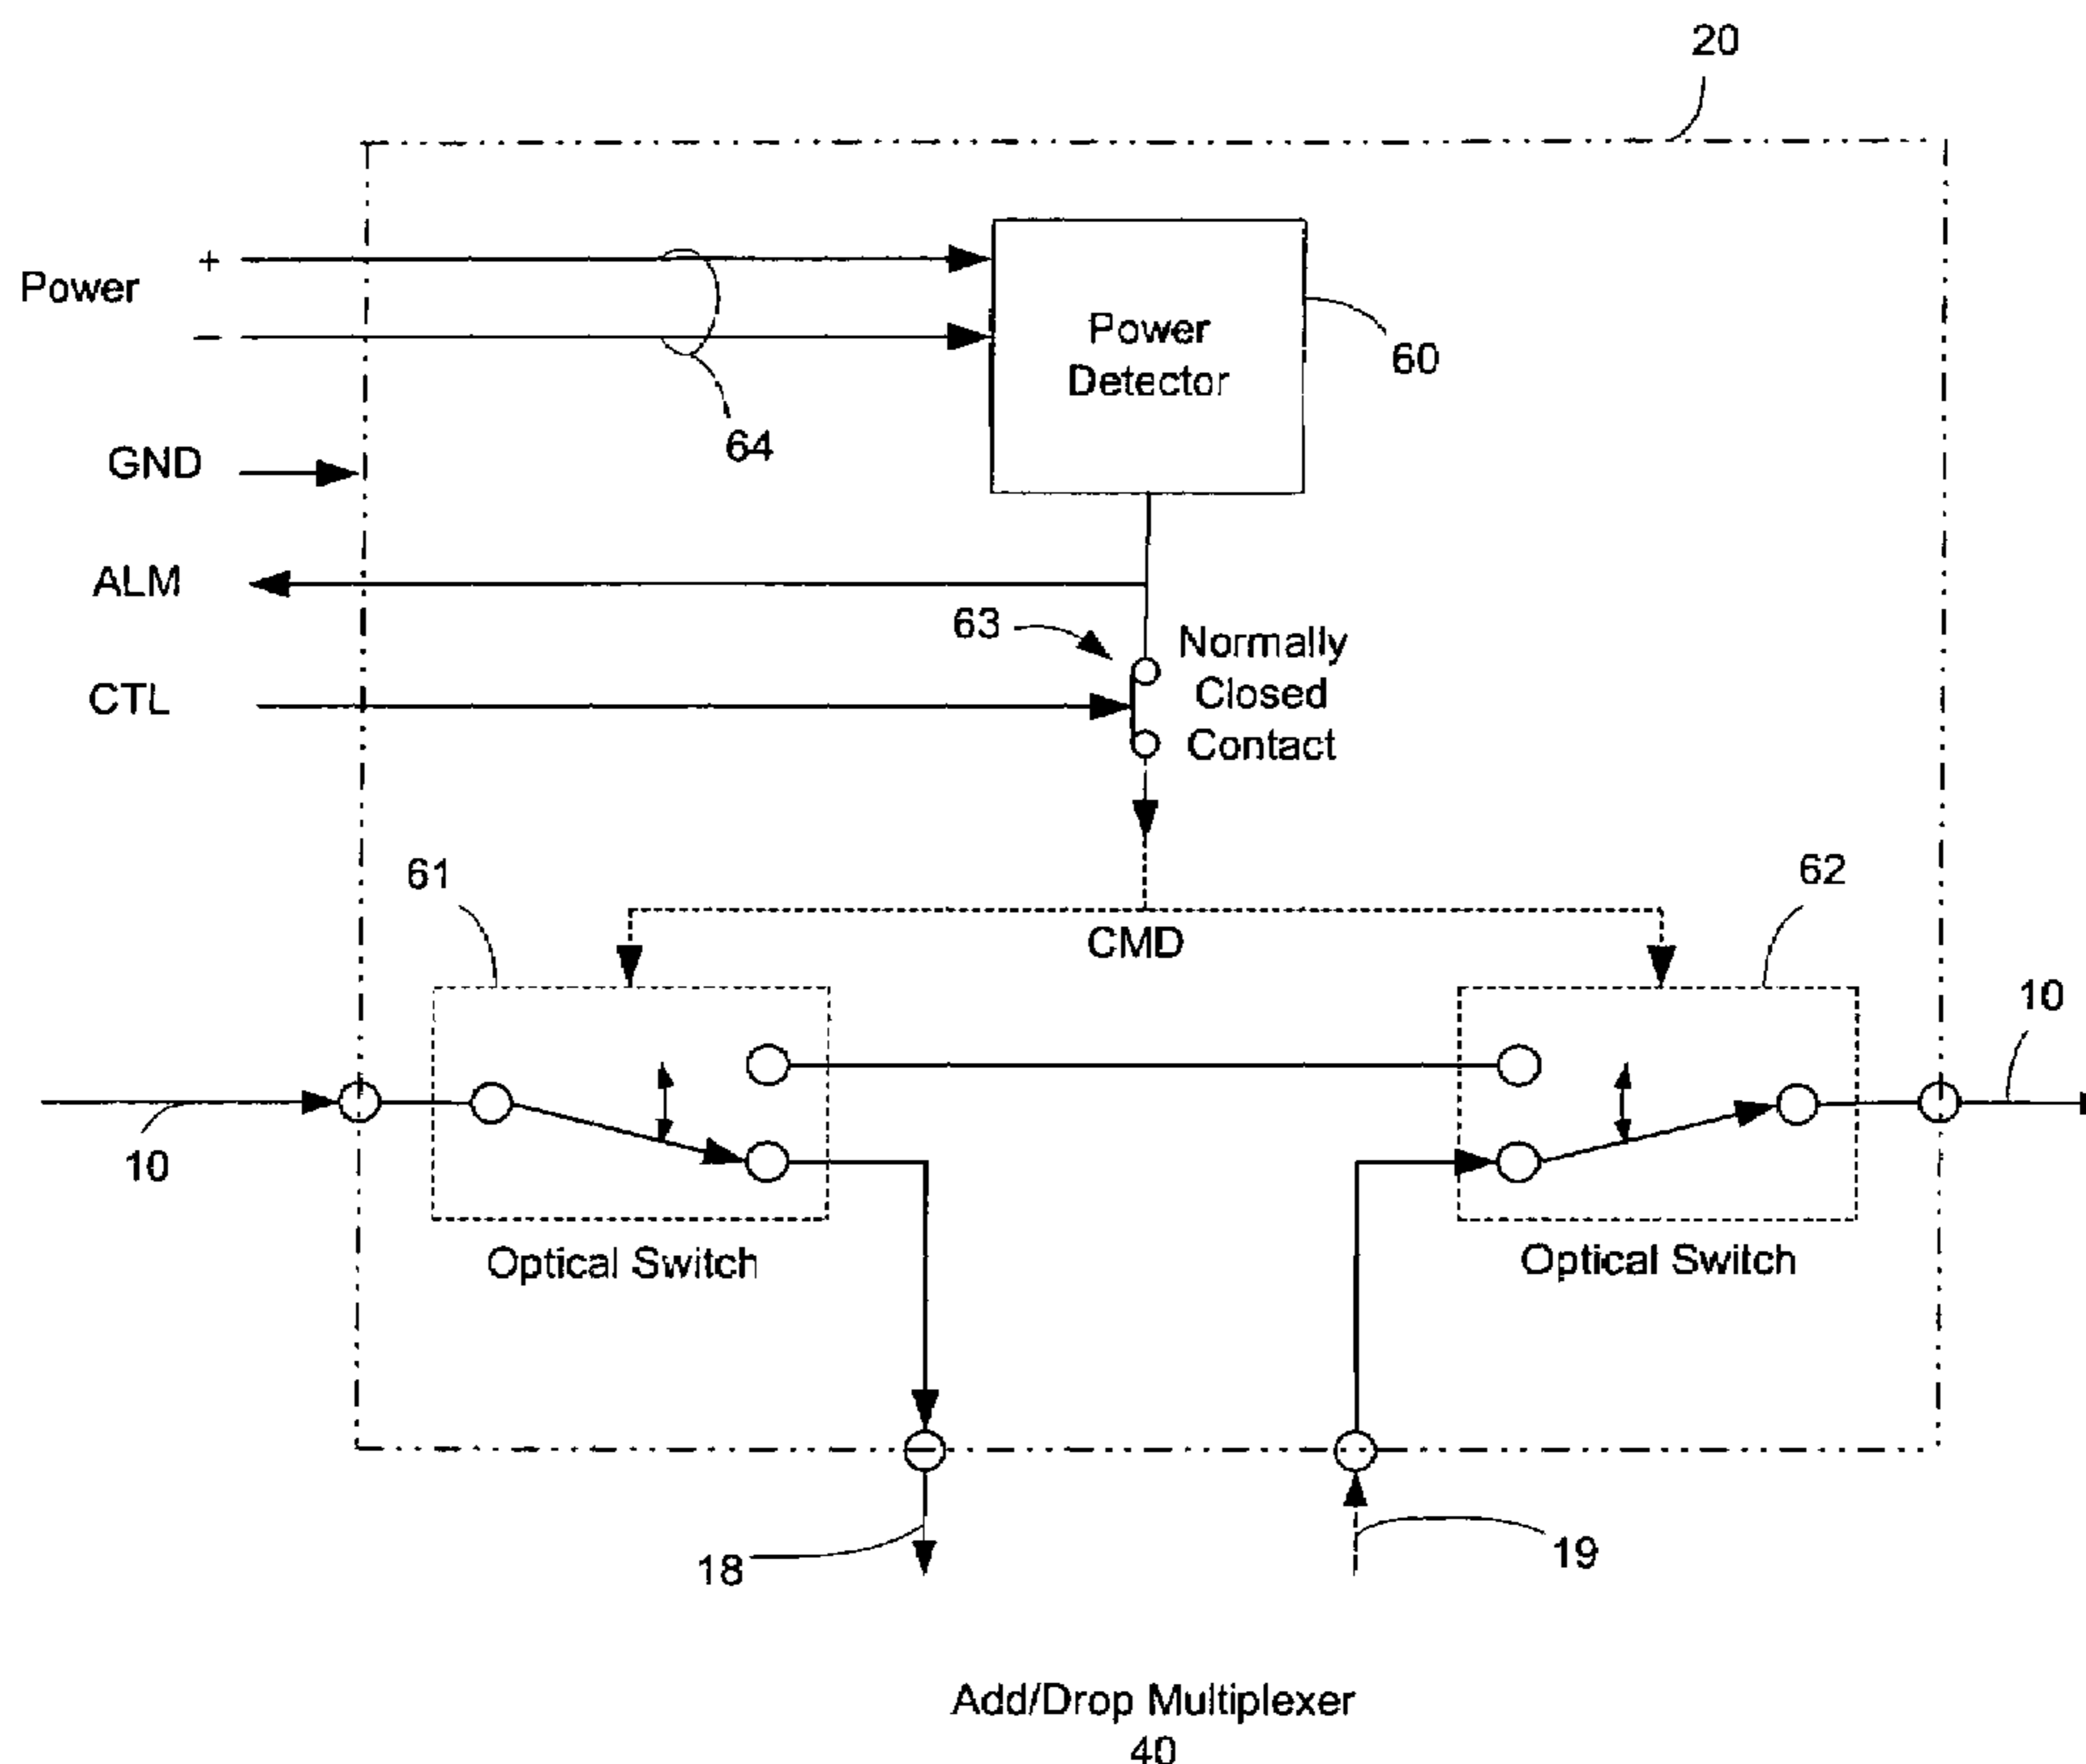 20
+
Power
−
Power
Detector
60
64
GND
ALM
63
Normally
Closed
Contact
CTL
61
62
CMD
10
10
Optical Switch
Optical Switch
18
19
Add/Drop Multiplexer
40